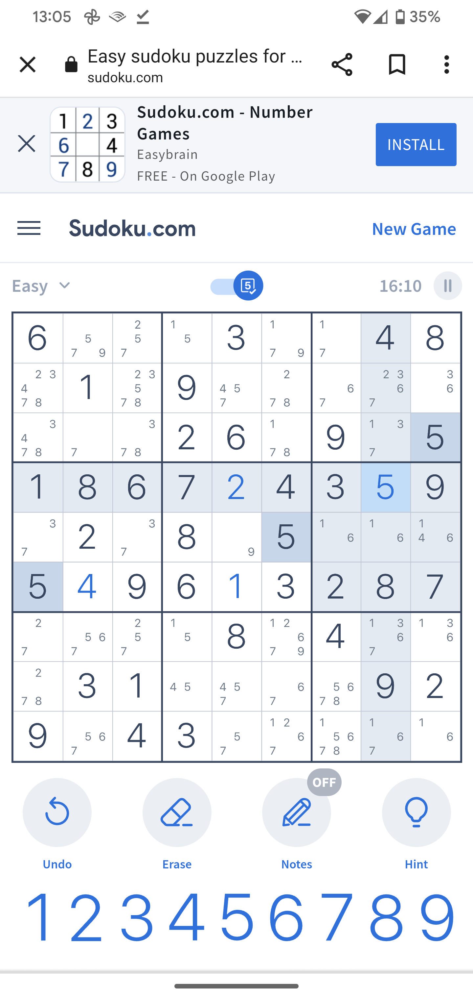 13:05 35%
Easy sudoku puzzles for ...
sudoku.com
1 2 3
6 4
7 8 9
Sudoku.com - Number
Games
Easybrain
FREE - On Google Play
INSTALL
Sudoku.com
New Game
Easy
5
16:10
2 1 1 1
6 5 5 5 3 4 8
7 9 7 7 9 7
2 3 2 3 2 2 3 3
4 1 5 9 4 5 6 6 6
7 8 7 8 7 7 8 7 7
3 3 1 1 3
4 2 6 9 5
7 8 7 7 8 7 8 7
1 8 6 7 2 4 3 5 9
3 3 1 1 1
2 8 5 6 6 4 6
7 7 9
5 4 9 6 1 3 2 8 7
2 2 1 1 2 1 3 1 3
5 6 5 5 8 6 4 6 6
7 7 7 7 9 7
2
3 1 4 5 4 5 6 5 6 9 2
7 8 7 7 7 8
1 2 1 1 1
9 5 6 4 3 5 6 5 6 6 6
7 7 7 7 8 7
OFF
Undo Erase Notes Hint
1 2 3 4 5 6 7 8 9